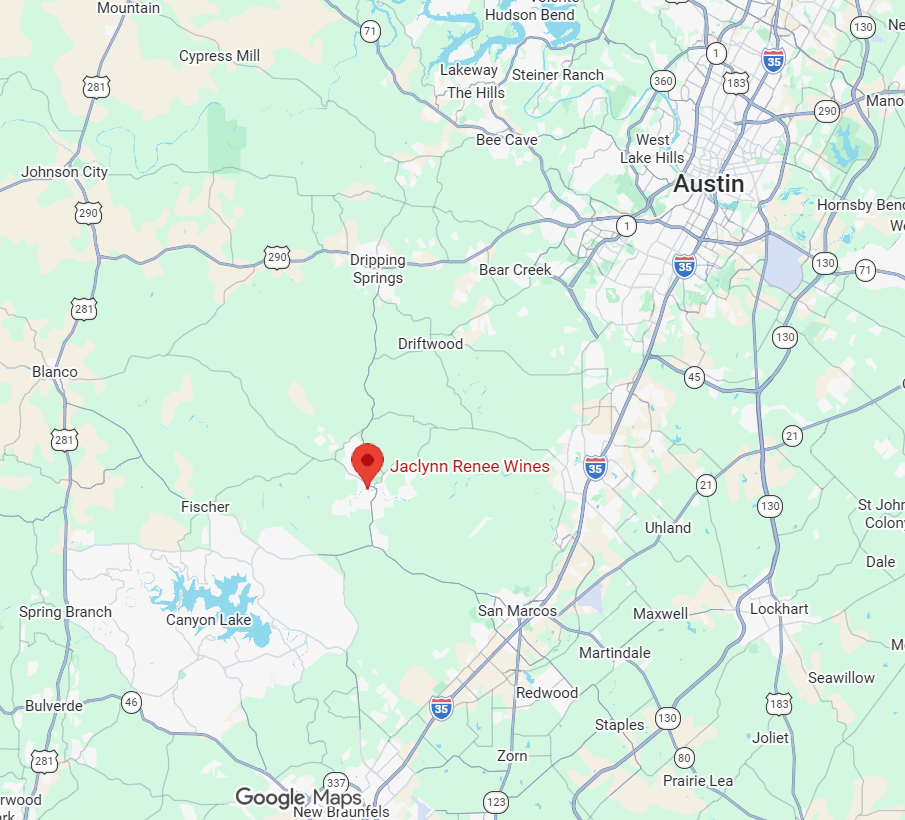 Mountain
Hudson Bend
71
1
130
35
Cypress Mill
Lakeway
Steiner Ranch
360
183
281
The Hills
290
Bee Cave
West
Lake Hills
Johnson City
Austin
290
Hornsby Bend
1
290
Dripping
Springs
Bear Creek
35
130
71
281
Driftwood
130
Blanco
45
281
21
Jaclynn Renee Wines
35
21
Fischer
130
Uhland
St John
Colony
Dale
Spring Branch
Canyon Lake
San Marcos
Maxwell
Lockhart
Martindale
Seawillow
Redwood
46
Bulverde
35
130
183
Staples
Joliet
281
Zorn
80
337
Prairie Lea
Google Maps
123
New Braunfels